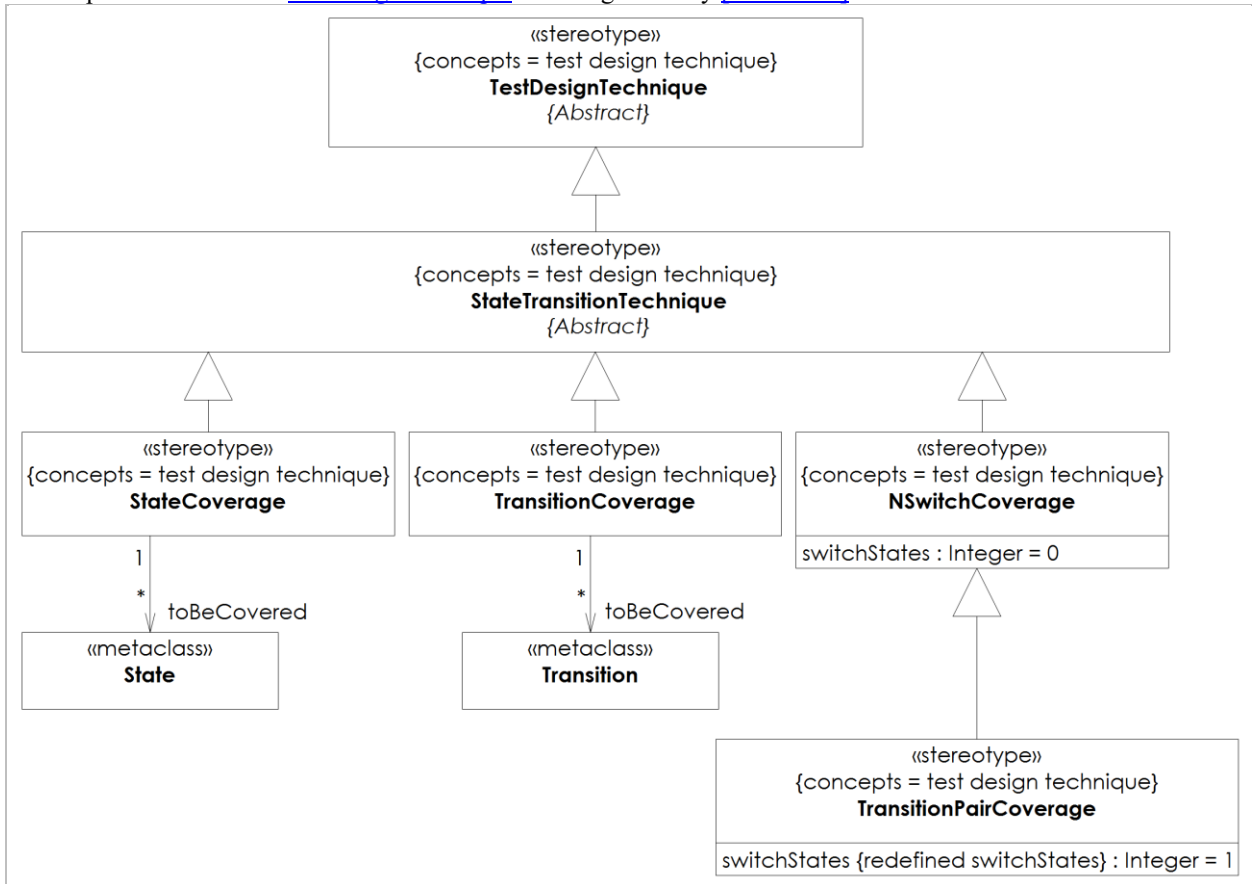 «stereotype»
{concepts = test design technique}
TestDesignTechnique
{Abstract}
«stereotype»
{concepts = test design technique}
StateTransitionTechnique
{Abstract}
«stereotype»
{concepts = test design technique}
StateCoverage
«stereotype»
{concepts = test design technique}
TransitionCoverage
«stereotype»
{concepts = test design technique}
NSwitchCoverage
switchStates : Integer = 0
1
*
toBeCovered
1
*
toBeCovered
«metaclass»
State
«metaclass»
Transition
«stereotype»
{concepts = test design technique}
TransitionPairCoverage
switchStates {redefined switchStates} : Integer = 1